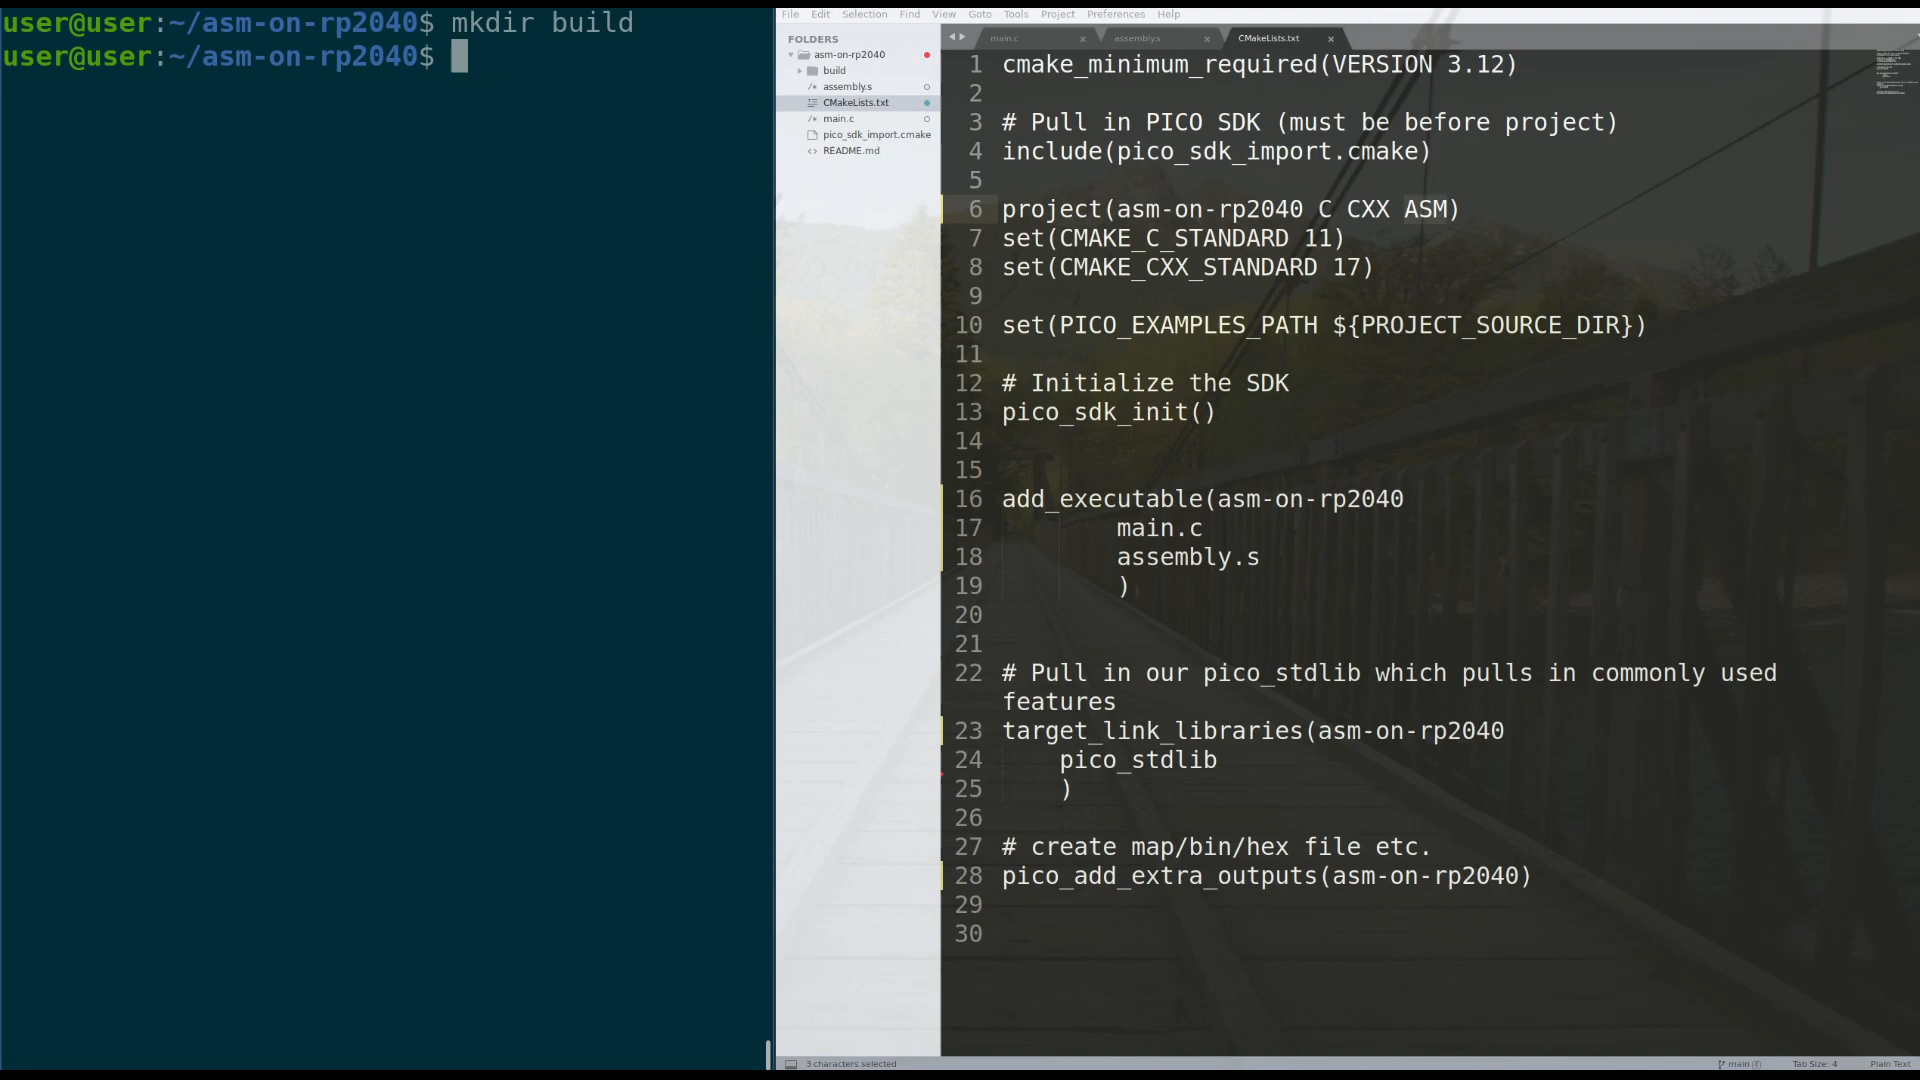 user@user:~/asm-on-rp2040$ mkdir build
user@user:~/asm-on-rp2040$
File Edit Selection Find View Goto Tools Project Preferences Help
FOLDERS
asm-on-rp2040
build
assembly.s
CMakeLists.txt
main.c
pico_sdk_import.cmake
README.md
main.c
assembly.s
CMakeLists.txt
1 cmake_minimum_required(VERSION 3.12)
2
3 # Pull in PICO SDK (must be before project)
4 include(pico_sdk_import.cmake)
5
6 project(asm-on-rp2040 C CXX ASM)
7 set(CMAKE_C_STANDARD 11)
8 set(CMAKE_CXX_STANDARD 17)
9
10 set(PICO_EXAMPLES_PATH ${PROJECT_SOURCE_DIR})
11
12 # Initialize the SDK
13 pico_sdk_init()
14
15
16 add_executable(asm-on-rp2040
17 main.c
18 assembly.s
19 )
20
21
22 # Pull in our pico_stdlib which pulls in commonly used
features
23 target_link_libraries(asm-on-rp2040
24 pico_stdlib
25 )
26
27 # create map/bin/hex file etc.
28 pico_add_extra_outputs(asm-on-rp2040)
29
30
3 characters selected
main
Tab Size: 4
Plain Text